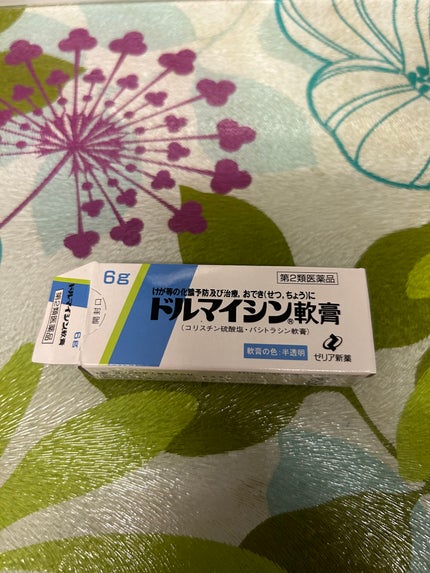 6g
第2類医薬品
けが等の化膿予防及び治療、おでき(せつ、ちょう)に
ドルマイシン®軟膏
(コリスチン硫酸塩・バシトラシン軟膏)
軟膏の色:半透明
ゼリア新薬
開封口
第2類医薬品
ドルマイシン軟膏
6g